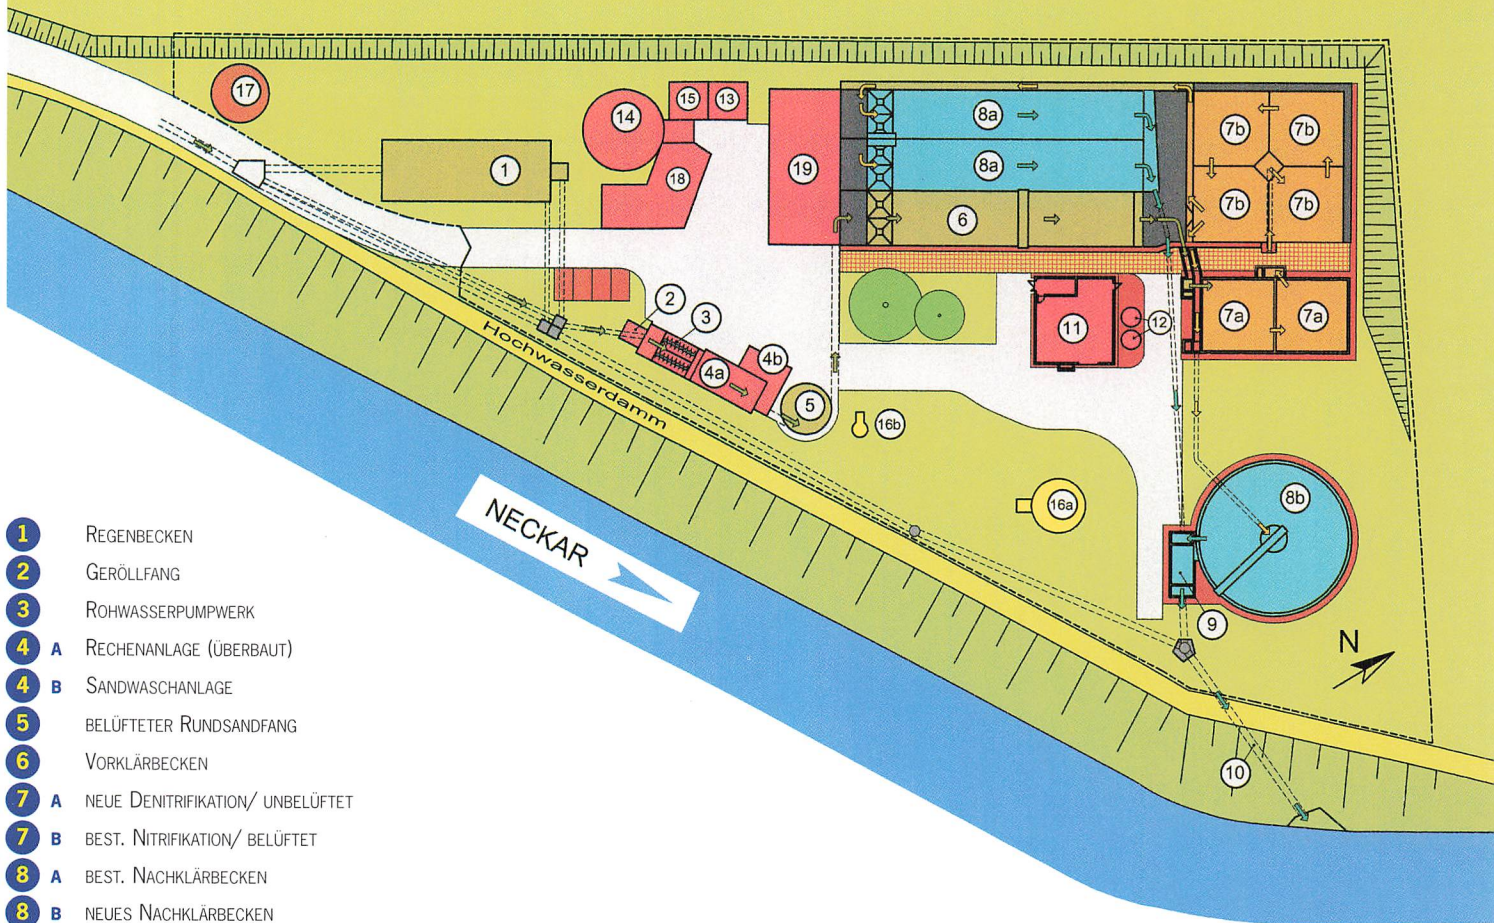 17
1
14
15
13
18
19
8a
8a
6
7b
7b
7b
7b
7a
7a
2
3
4a
4b
5
11
12
16b
16a
8b
9
10
Hochwasserdamm
NECKAR
N
1 REGENBECKEN
2 GERÖLLFANG
3 ROHWASSERPUMPWERK
4 A RECHENANLAGE (ÜBERBAUT)
4 B SANDWASCHANLAGE
5 BELÜFTETER RUNDSANDFANG
6 VORKLÄRBECKEN
7 A NEUE DENITRIFIKATION/ UNBELÜFTET
7 B BEST. NITRIFIKATION/ BELÜFTET
8 A BEST. NACHKLÄRBECKEN
8 B NEUES NACHKLÄRBECKEN